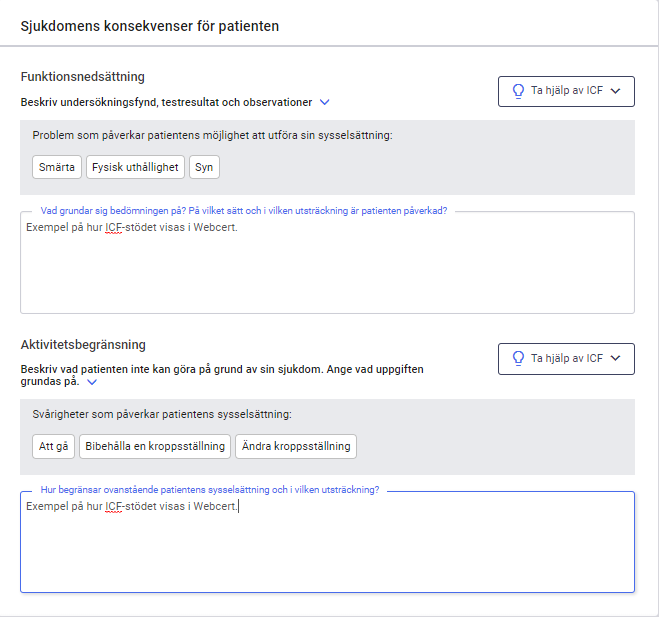 Sjukdomens konsekvenser för patienten
Funktionsnedsättning
Ta hjälp av ICF
Beskriv undersökningsfynd, testresultat och observationer
Problem som påverkar patientens möjlighet att utföra sin sysselsättning:
Smärta Fysisk uthållighet Syn
Vad grundar sig bedömningen på? På vilket sätt och i vilken utsträckning är patienten påverkad?
Exempel på hur ICF-stödet visas i Webcert.
Aktivitetsbegränsning
Ta hjälp av ICF
Beskriv vad patienten inte kan göra på grund av sin sjukdom. Ange vad uppgiften
grundas på.
Svårigheter som påverkar patientens sysselsättning:
Att gå Bibehålla en kroppsställning Ändra kroppsställning
Hur begränsar ovanstående patientens sysselsättning och i vilken utsträckning?
Exempel på hur ICF-stödet visas i Webcert.